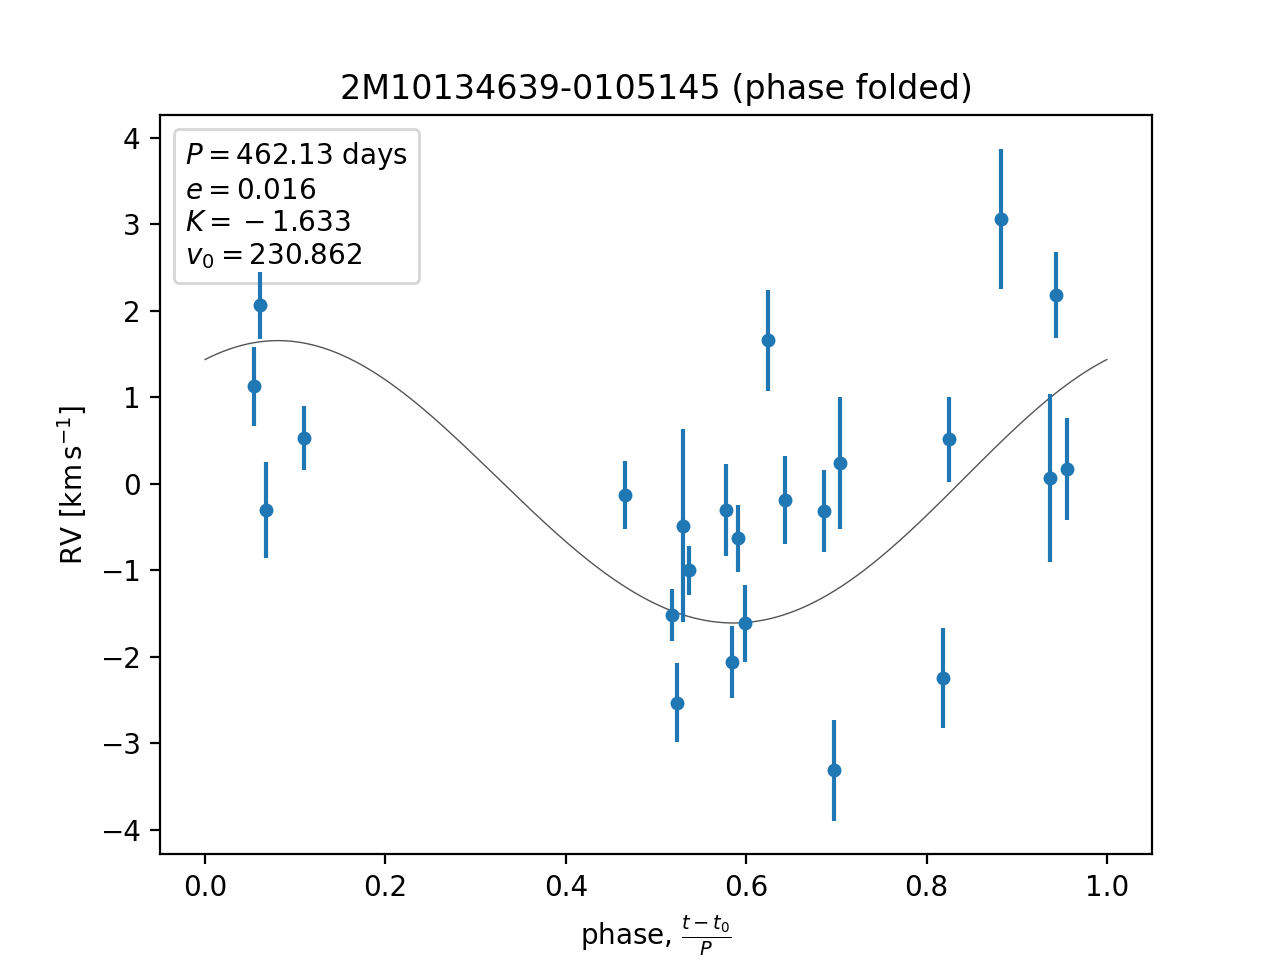 2M10134639-0105145 (phase folded)
P = 462.13 days
e = 0.016
K = −1.633
v₀ = 230.862
4
3
2
1
0
−1
−2
−3
−4
RV [km s⁻¹]
0.0 0.2 0.4 0.6 0.8 1.0
phase, (t − t₀)/P